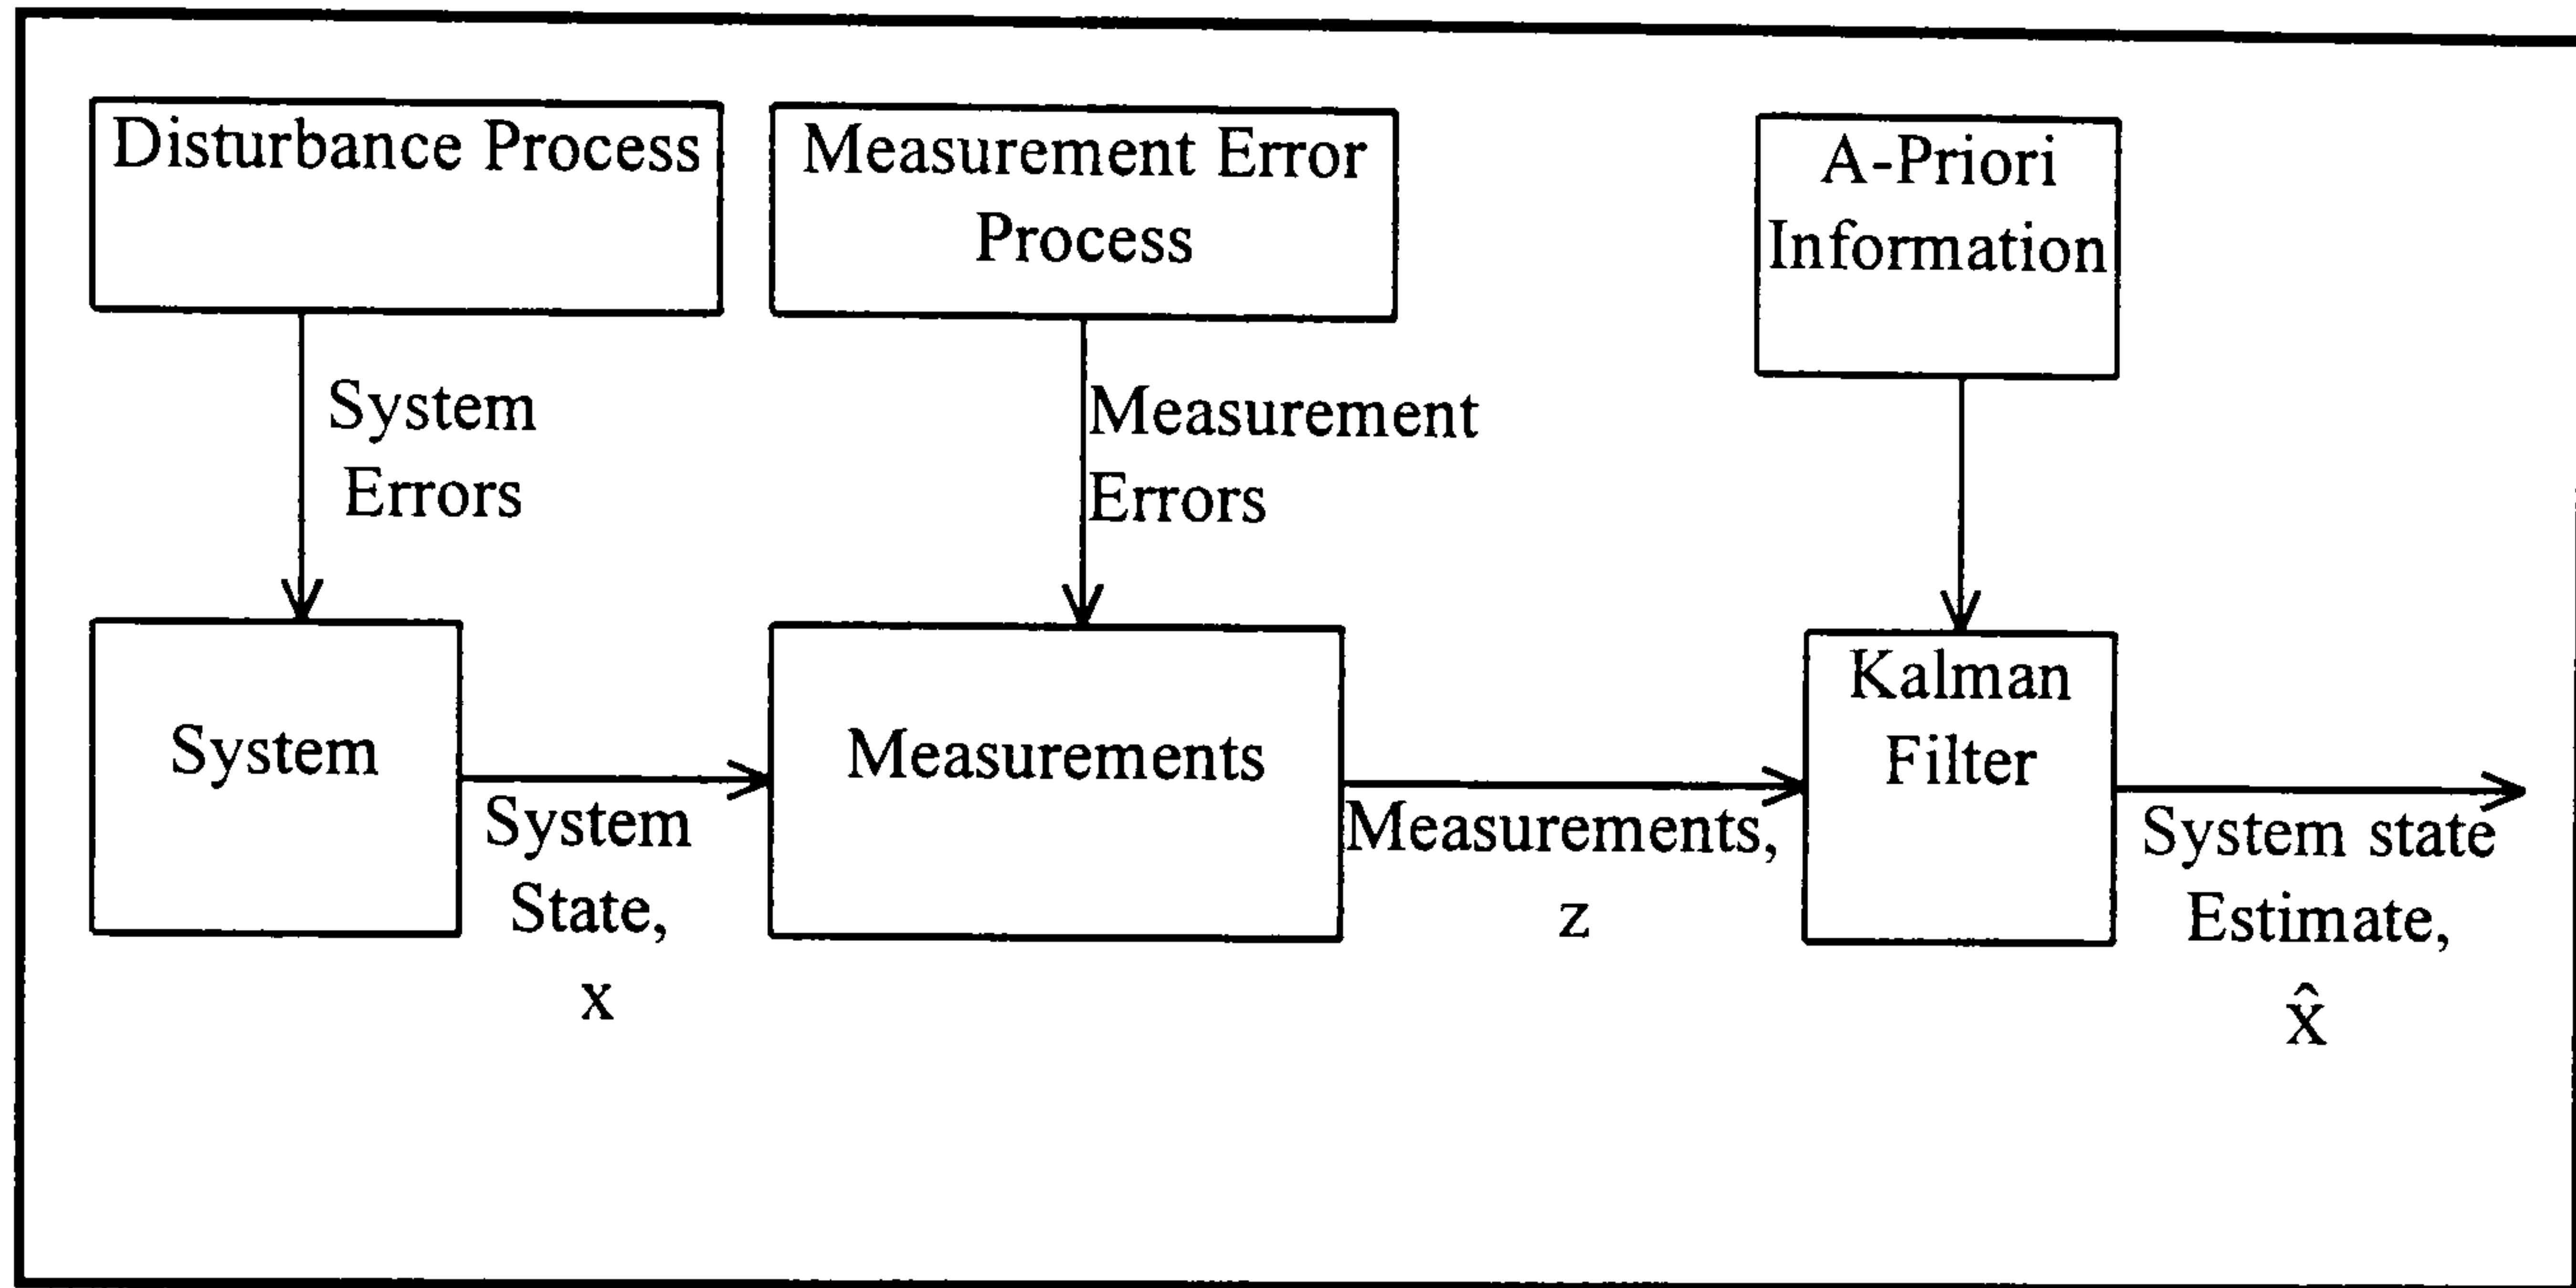 Disturbance Process
Measurement Error
Process
A-Priori
Information
System
Errors
Measurement
Errors
System
Measurements
Kalman
Filter
System
State,
x
Measurements,
z
System state
Estimate,
x̂